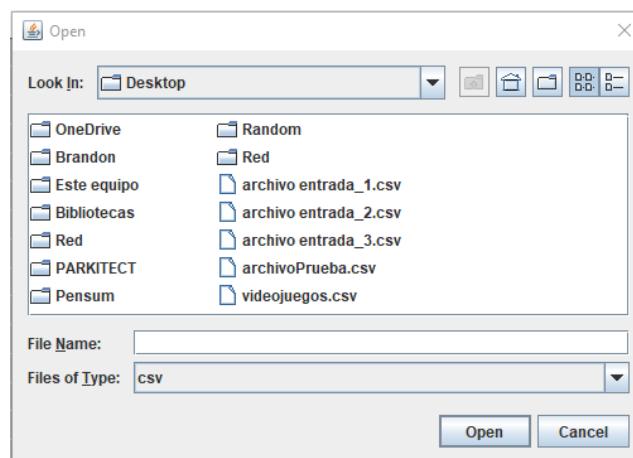 Open
Look In: Desktop
OneDrive Random
Brandon Red
Este equipo archivo entrada_1.csv
Bibliotecas archivo entrada_2.csv
Red archivo entrada_3.csv
PARKITECT archivoPrueba.csv
Pensum videojuegos.csv
File Name:
Files of Type: csv
Open Cancel